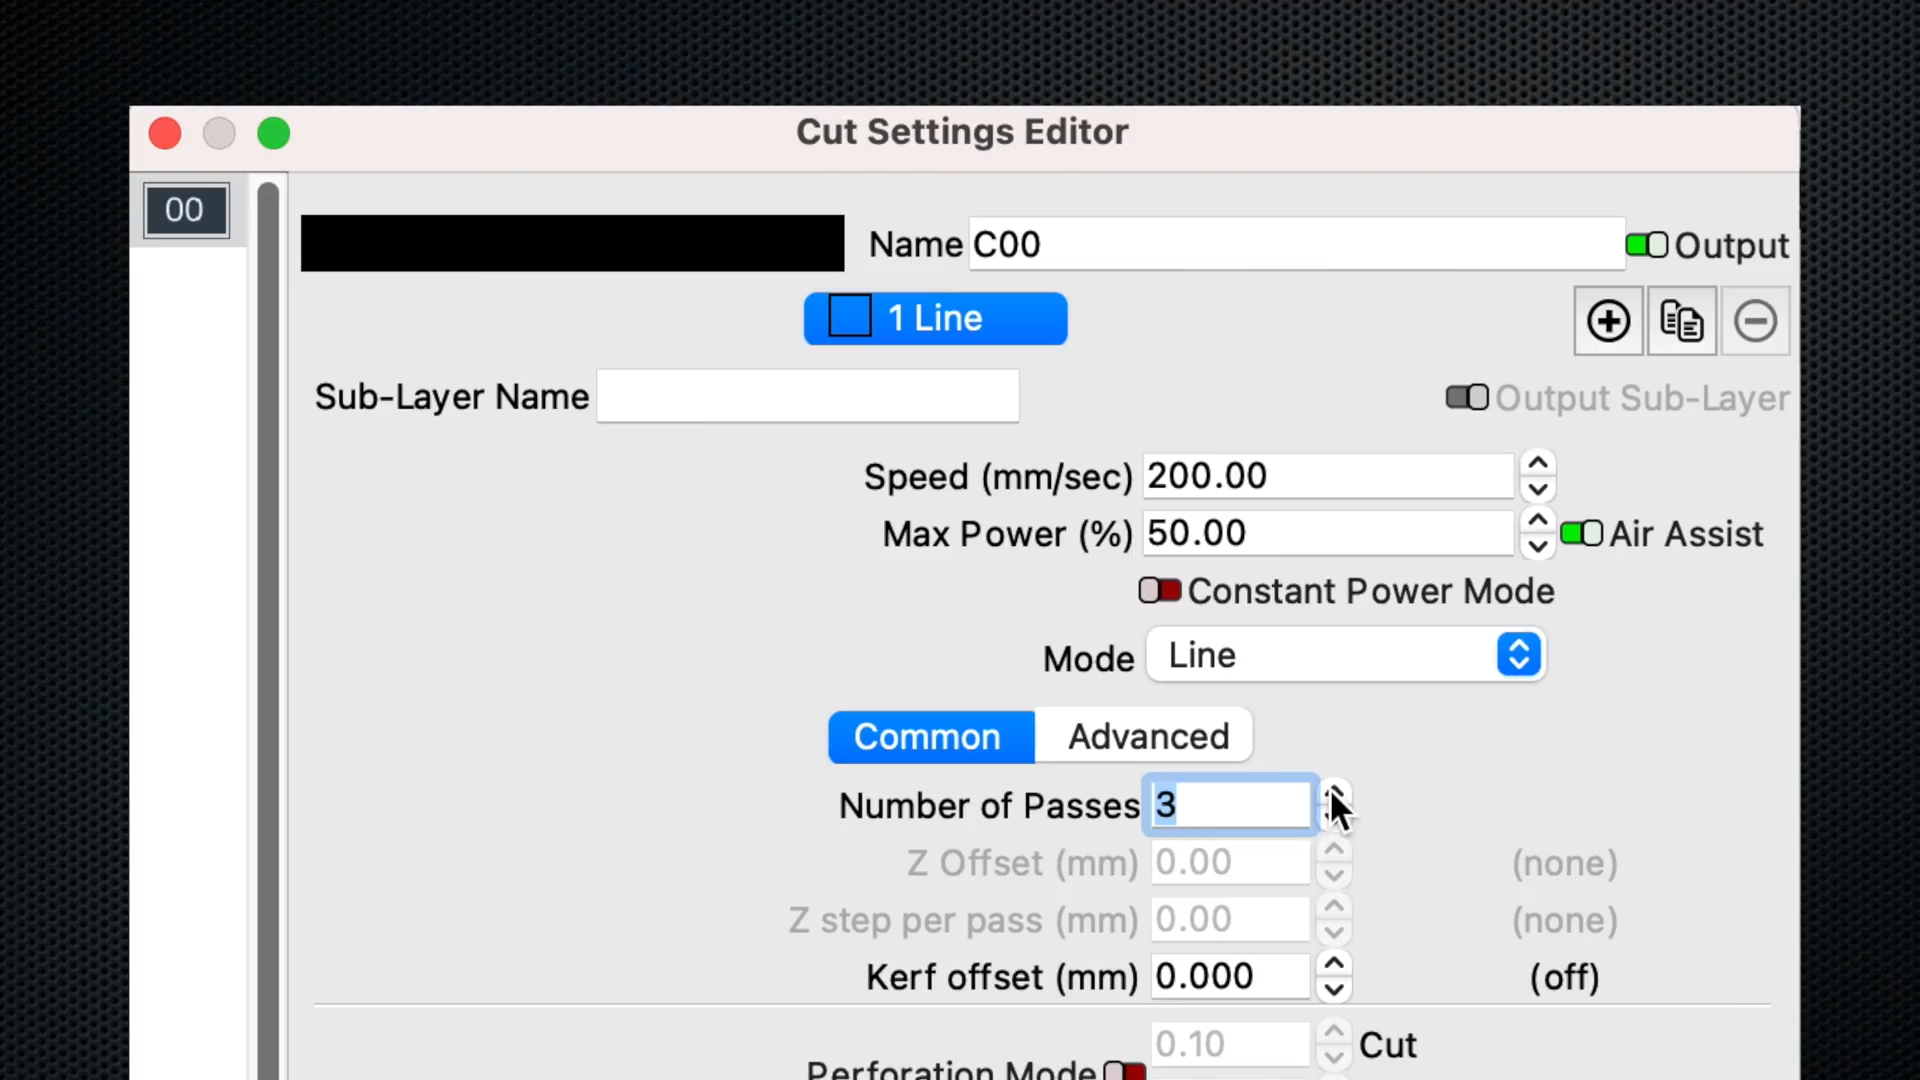 Cut Settings Editor
00
Name C00 Output
1 Line
Sub-Layer Name Output Sub-Layer
Speed (mm/sec) 200.00
Max Power (%) 50.00 Air Assist
Constant Power Mode
Mode Line
Common Advanced
Number of Passes 3
Z Offset (mm) 0.00 (none)
Z step per pass (mm) 0.00 (none)
Kerf offset (mm) 0.000 (off)
0.10 Cut
Perforation Mode